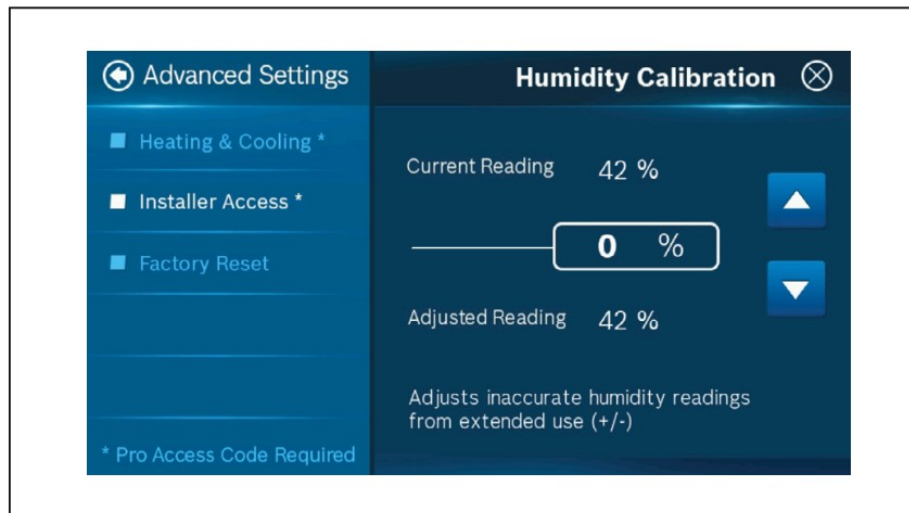 Advanced Settings
Heating & Cooling *
Installer Access *
Factory Reset
* Pro Access Code Required
Humidity Calibration
Current Reading 42 %
0 %
Adjusted Reading 42 %
Adjusts inaccurate humidity readings
from extended use (+/-)